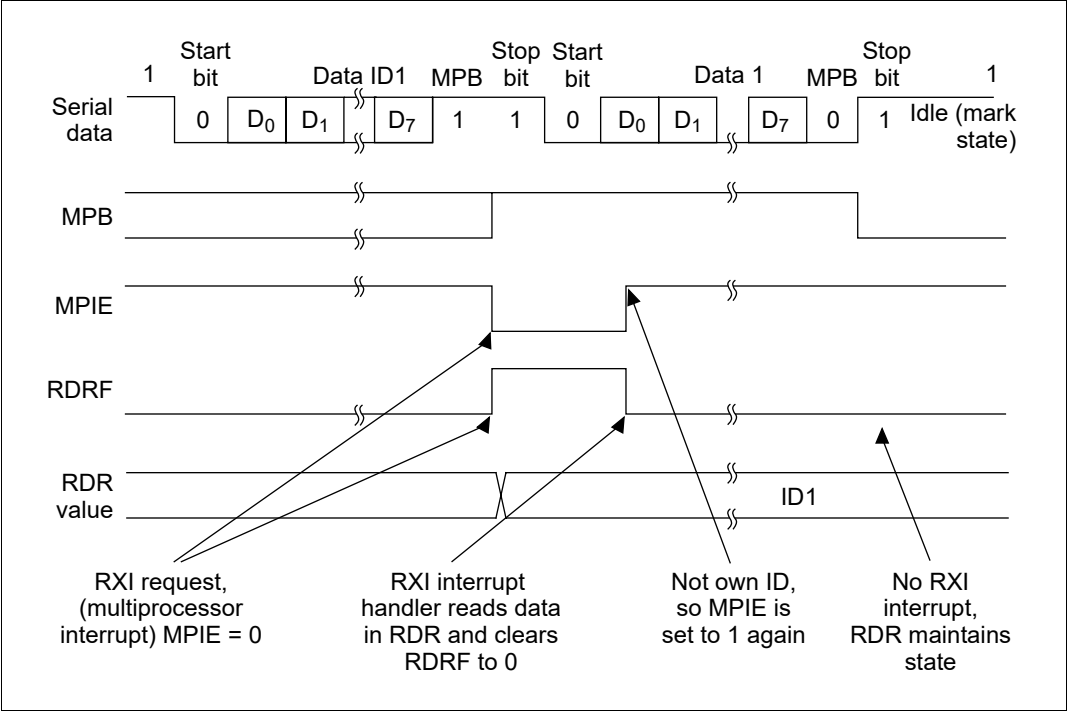 Start Stop Start Stop
1 bit Data ID1 MPB bit bit Data 1 MPB bit 1
Serial
data
0 D0 D1 D7 1 1 0 D0 D1 D7 0 1 Idle (mark
state)
MPB
MPIE
RDRF
RDR
value
ID1
RXI request,
(multiprocessor
interrupt) MPIE = 0
RXI interrupt
handler reads data
in RDR and clears
RDRF to 0
Not own ID,
so MPIE is
set to 1 again
No RXI
interrupt,
RDR maintains
state